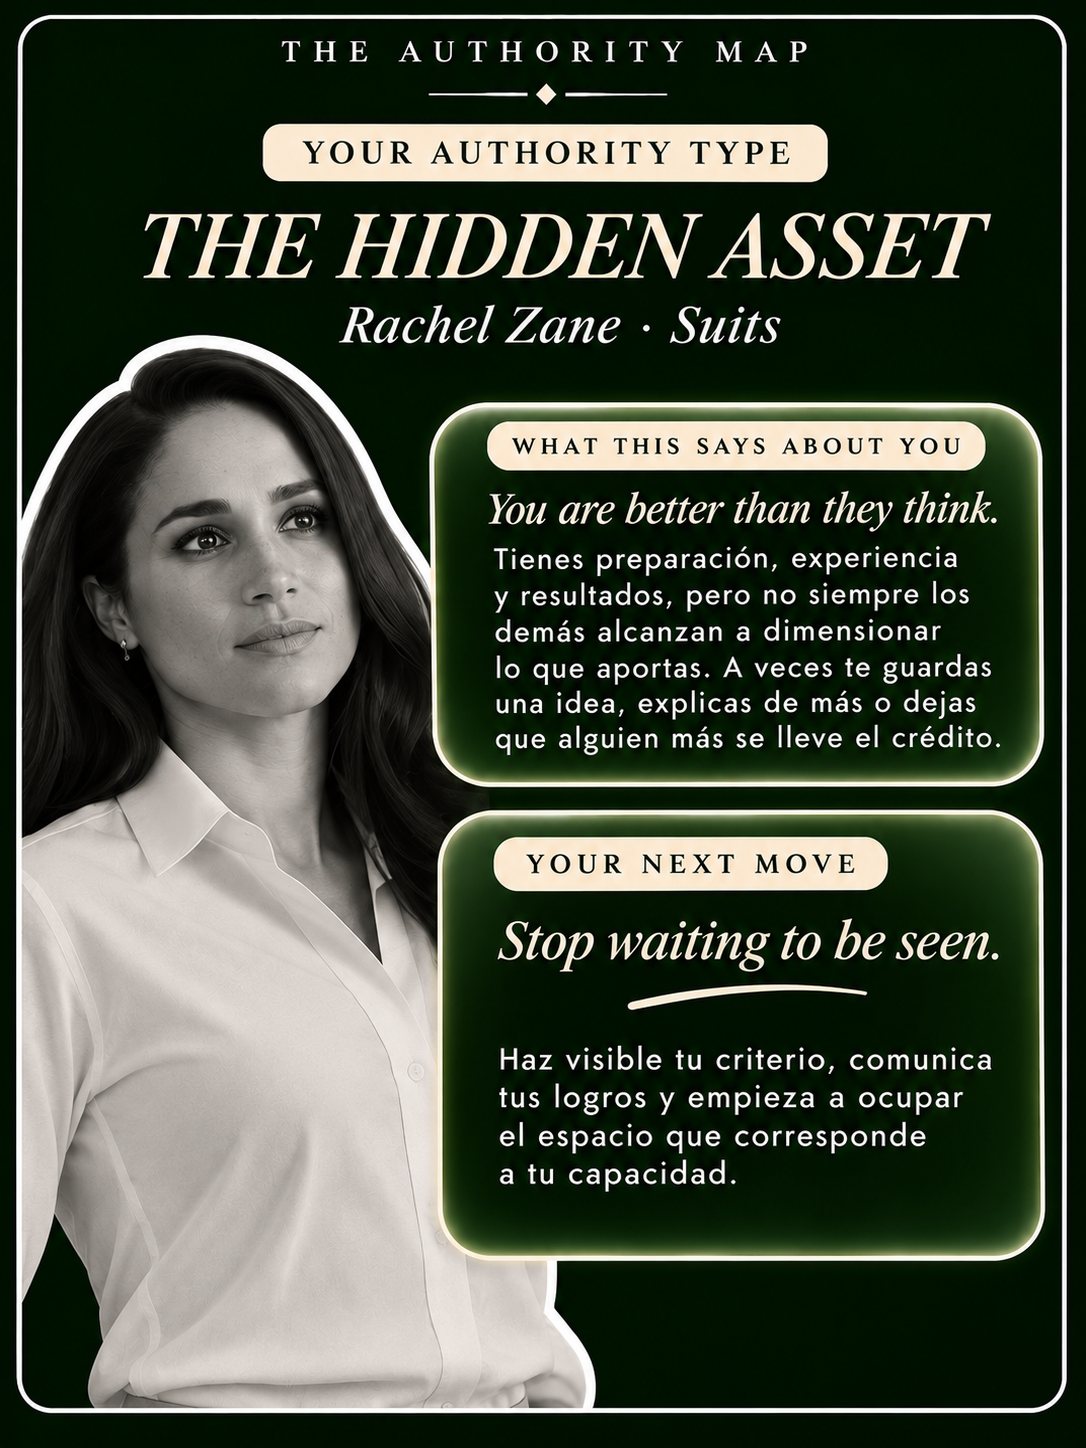 THE AUTHORITY MAP
YOUR AUTHORITY TYPE
THE HIDDEN ASSET
Rachel Zane · Suits
WHAT THIS SAYS ABOUT YOU
You are better than they think.
Tienes preparación, experiencia
y resultados, pero no siempre los
demás alcanzan a dimensionar
lo que aportas. A veces te guardas
una idea, explicas de más o dejas
que alguien más se lleve el crédito.
YOUR NEXT MOVE
Stop waiting to be seen.
Haz visible tu criterio, comunica
tus logros y empieza a ocupar
el espacio que corresponde
a tu capacidad.